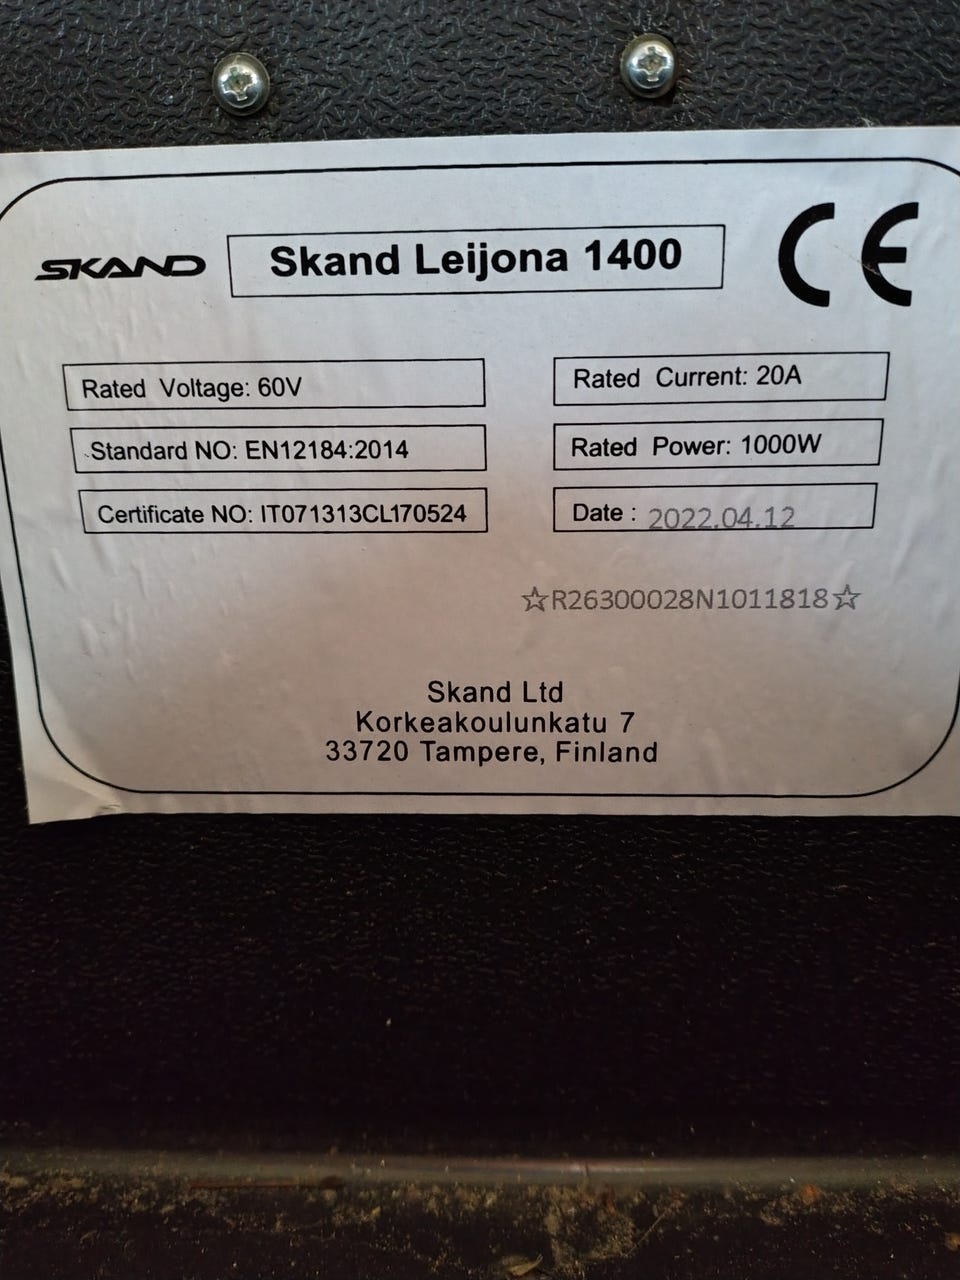 SKAND
Skand Leijona 1400
CE
Rated Voltage: 60V
Rated Current: 20A
Standard NO: EN12184:2014
Rated Power: 1000W
Certificate NO: IT071313CL170524
Date : 2022.04.12
☆R26300028N1011818☆
Skand Ltd
Korkeakoulunkatu 7
33720 Tampere, Finland